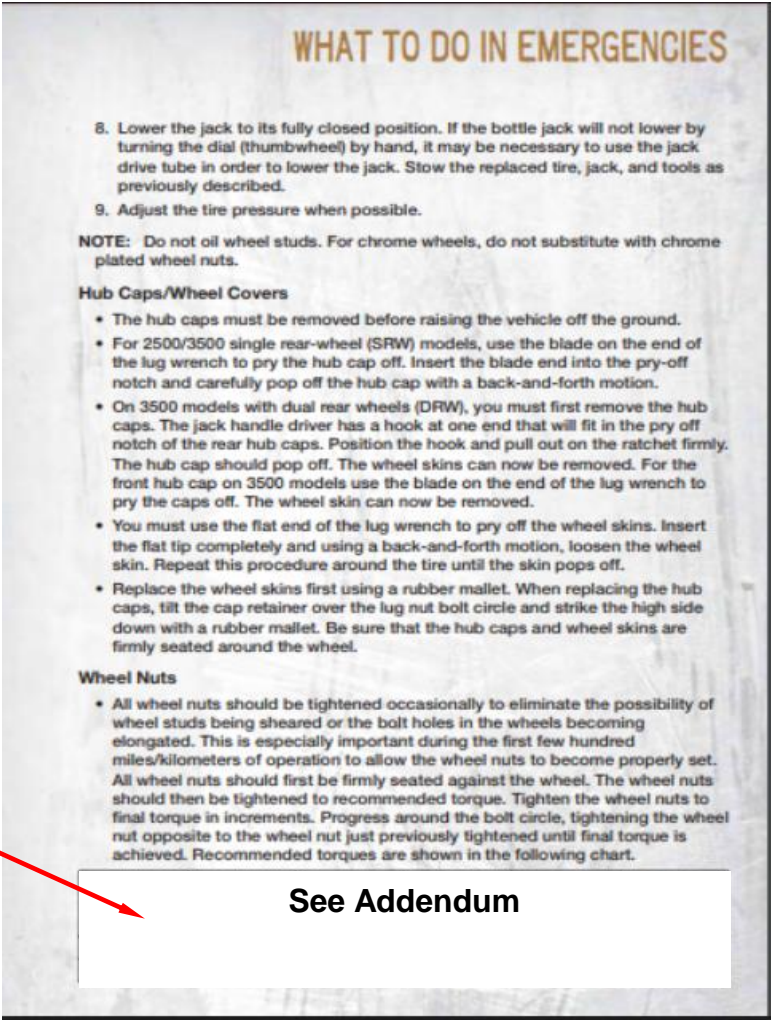 WHAT TO DO IN EMERGENCIES
8. Lower the jack to its fully closed position. If the bottle jack will not lower by
turning the dial (thumbwheel) by hand, it may be necessary to use the jack
drive tube in order to lower the jack. Stow the replaced tire, jack, and tools as
previously described.
9. Adjust the tire pressure when possible.
NOTE: Do not oil wheel studs. For chrome wheels, do not substitute with chrome
plated wheel nuts.
Hub Caps/Wheel Covers
• The hub caps must be removed before raising the vehicle off the ground.
• For 2500/3500 single rear-wheel (SRW) models, use the blade on the end of
the lug wrench to pry the hub cap off. Insert the blade end into the pry-off
notch and carefully pop off the hub cap with a back-and-forth motion.
• On 3500 models with dual rear wheels (DRW), you must first remove the hub
caps. The jack handle driver has a hook at one end that will fit in the pry off
notch of the rear hub caps. Position the hook and pull out on the ratchet firmly.
The hub cap should pop off. The wheel skins can now be removed. For the
front hub cap on 3500 models use the blade on the end of the lug wrench to
pry the caps off. The wheel skin can now be removed.
• You must use the flat end of the lug wrench to pry off the wheel skins. Insert
the flat tip completely and using a back-and-forth motion, loosen the wheel
skin. Repeat this procedure around the tire until the skin pops off.
• Replace the wheel skins first using a rubber mallet. When replacing the hub
caps, tilt the cap retainer over the lug nut bolt circle and strike the high side
down with a rubber mallet. Be sure that the hub caps and wheel skins are
firmly seated around the wheel.
Wheel Nuts
• All wheel nuts should be tightened occasionally to eliminate the possibility of
wheel studs being sheared or the bolt holes in the wheels becoming
elongated. This is especially important during the first few hundred
miles/kilometers of operation to allow the wheel nuts to become properly set.
All wheel nuts should first be firmly seated against the wheel. The wheel nuts
should then be tightened to recommended torque. Tighten the wheel nuts to
final torque in increments. Progress around the bolt circle, tightening the wheel
nut opposite to the wheel nut just previously tightened until final torque is
achieved. Recommended torques are shown in the following chart.
See Addendum